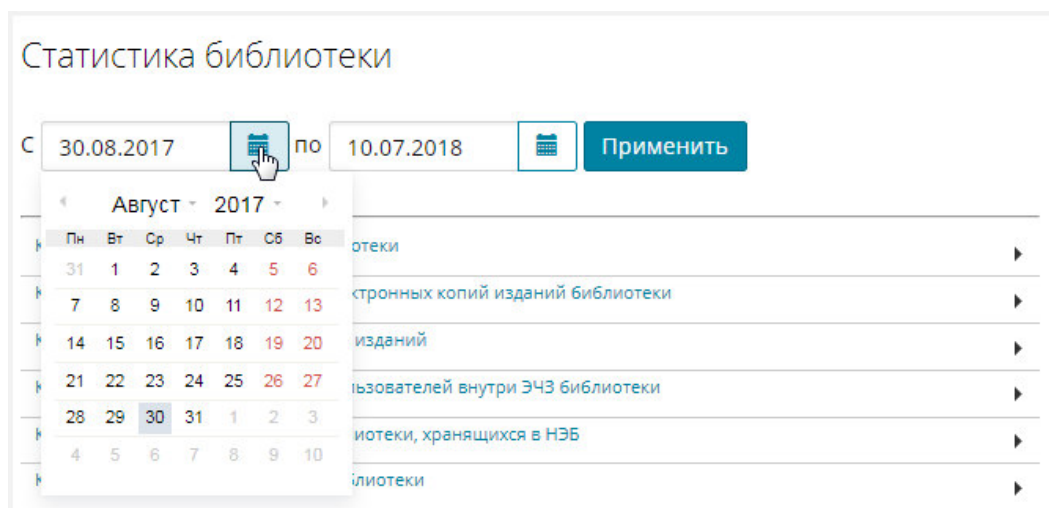 Статистика библиотеки
С 30.08.2017 по 10.07.2018 Применить
Август 2017
Пн Вт Ср Чт Пт Сб Вс
31 1 2 3 4 5 6
7 8 9 10 11 12 13
14 15 16 17 18 19 20
21 22 23 24 25 26 27
28 29 30 31 1 2 3
4 5 6 7 8 9 10
отеки
ктронных копий изданий библиотеки
изданий
льзователей внутри ЭЧЗ библиотеки
иотеки, хранящихся в НЭБ
блиотеки